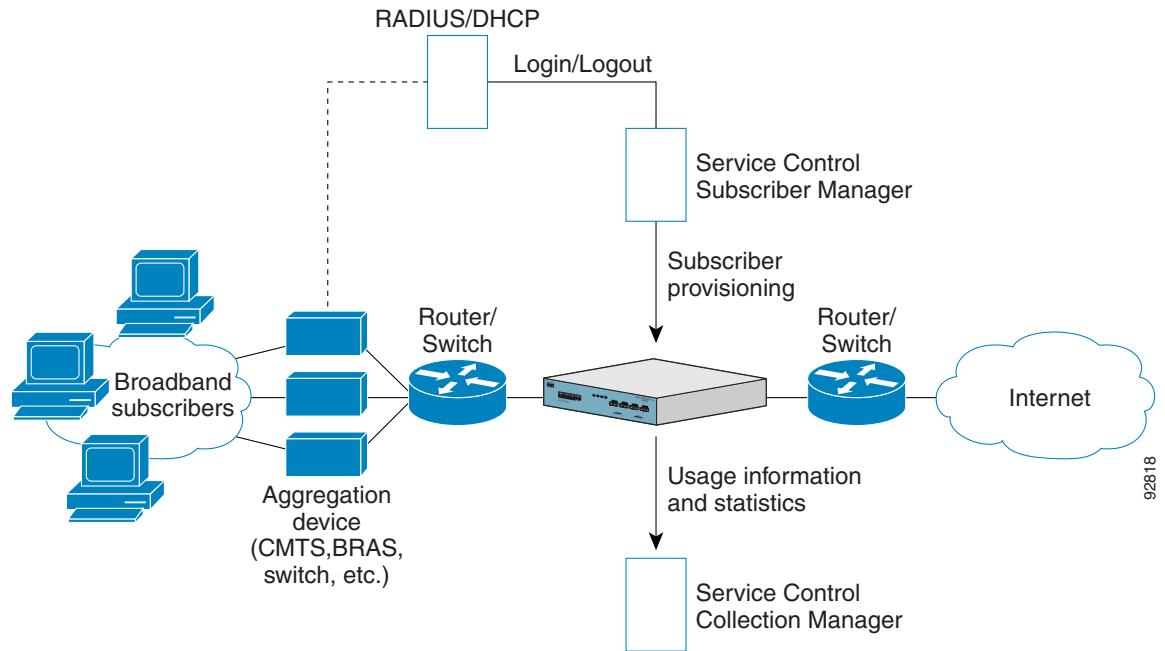 RADIUS/DHCP
Login/Logout
Service Control
Subscriber Manager
Subscriber
provisioning
Router/
Switch
Router/
Switch
Broadband
subscribers
Internet
Aggregation
device
(CMTS,BRAS,
switch, etc.)
Usage information
and statistics
Service Control
Collection Manager
92818